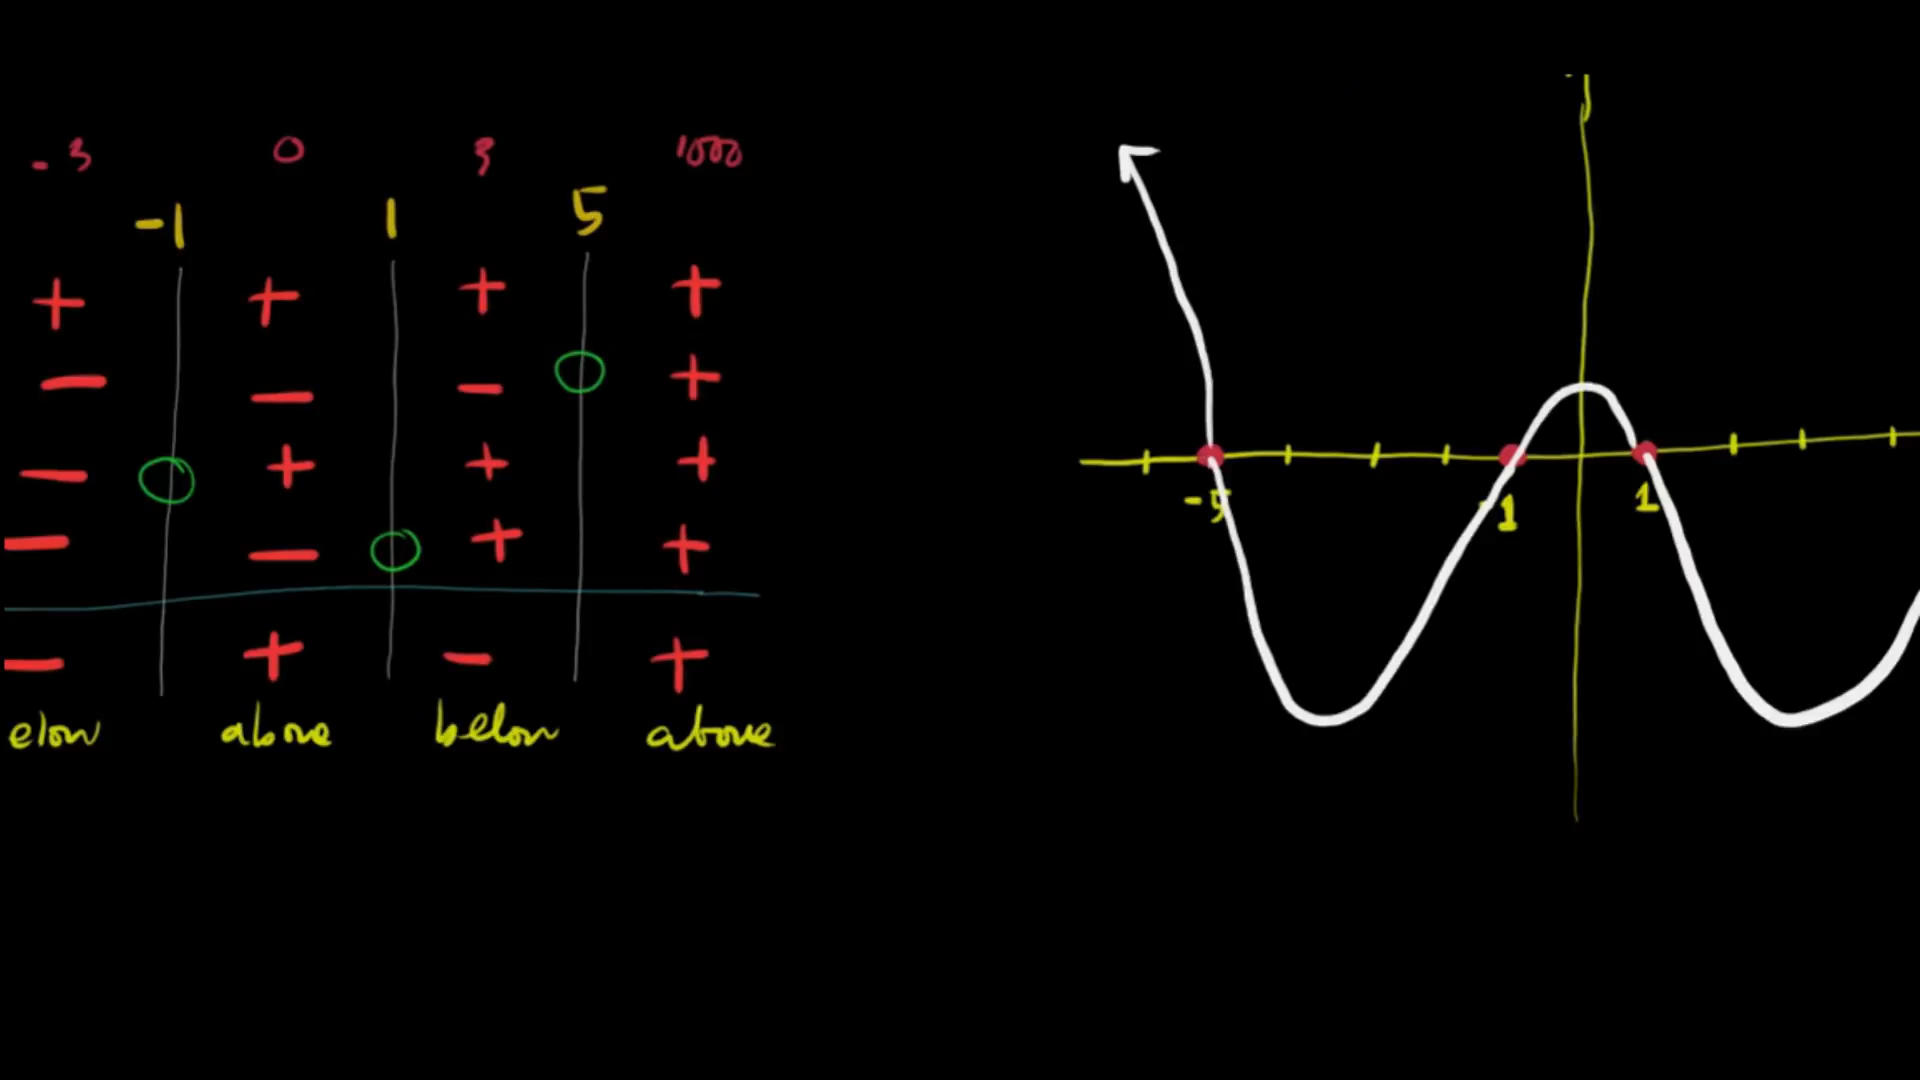 -3 0 3 1000
-1 1 5
+ + + +
- - - +
- + + +
- - + +
- + - +
elow above below above
-5 -1 1